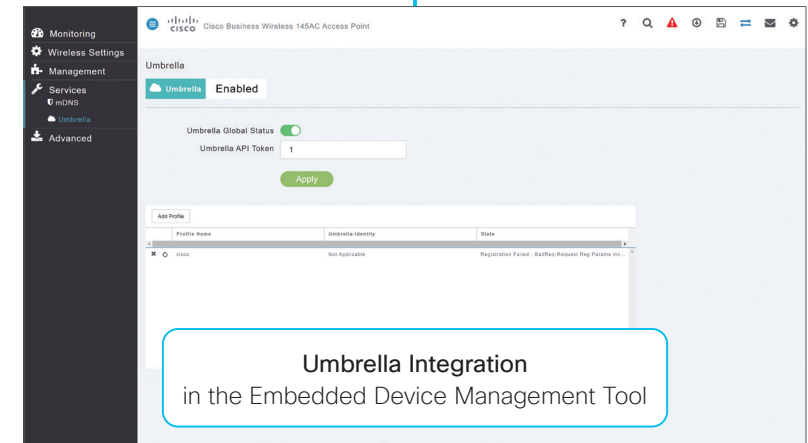 Monitoring
Wireless Settings
Management
Services
mDNS
Umbrella
Advanced
CISCO Cisco Business Wireless 145AC Access Point
?
Umbrella
Umbrella Enabled
Umbrella Global Status
Umbrella API Token 1
Apply
Add Profile
Profile Name Umbrella-Identity State
cisco Not Applicable Registration Failed - BadReq-Request Reg Params inc...
Umbrella Integration
in the Embedded Device Management Tool